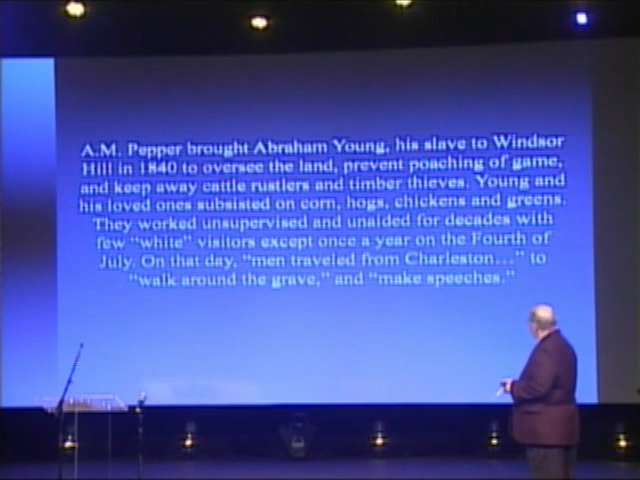 A.M. Pepper brought Abraham Young, his slave to Windsor
Hill in 1840 to oversee the land, prevent poaching of game,
and keep away cattle rustlers and timber thieves. Young and
his loved ones subsisted on corn, hogs, chickens and greens.
They worked unsupervised and unaided for decades with
few "white" visitors except once a year on the Fourth of
July. On that day, "men traveled from Charleston..." to
"walk around the grave," and "make speeches."